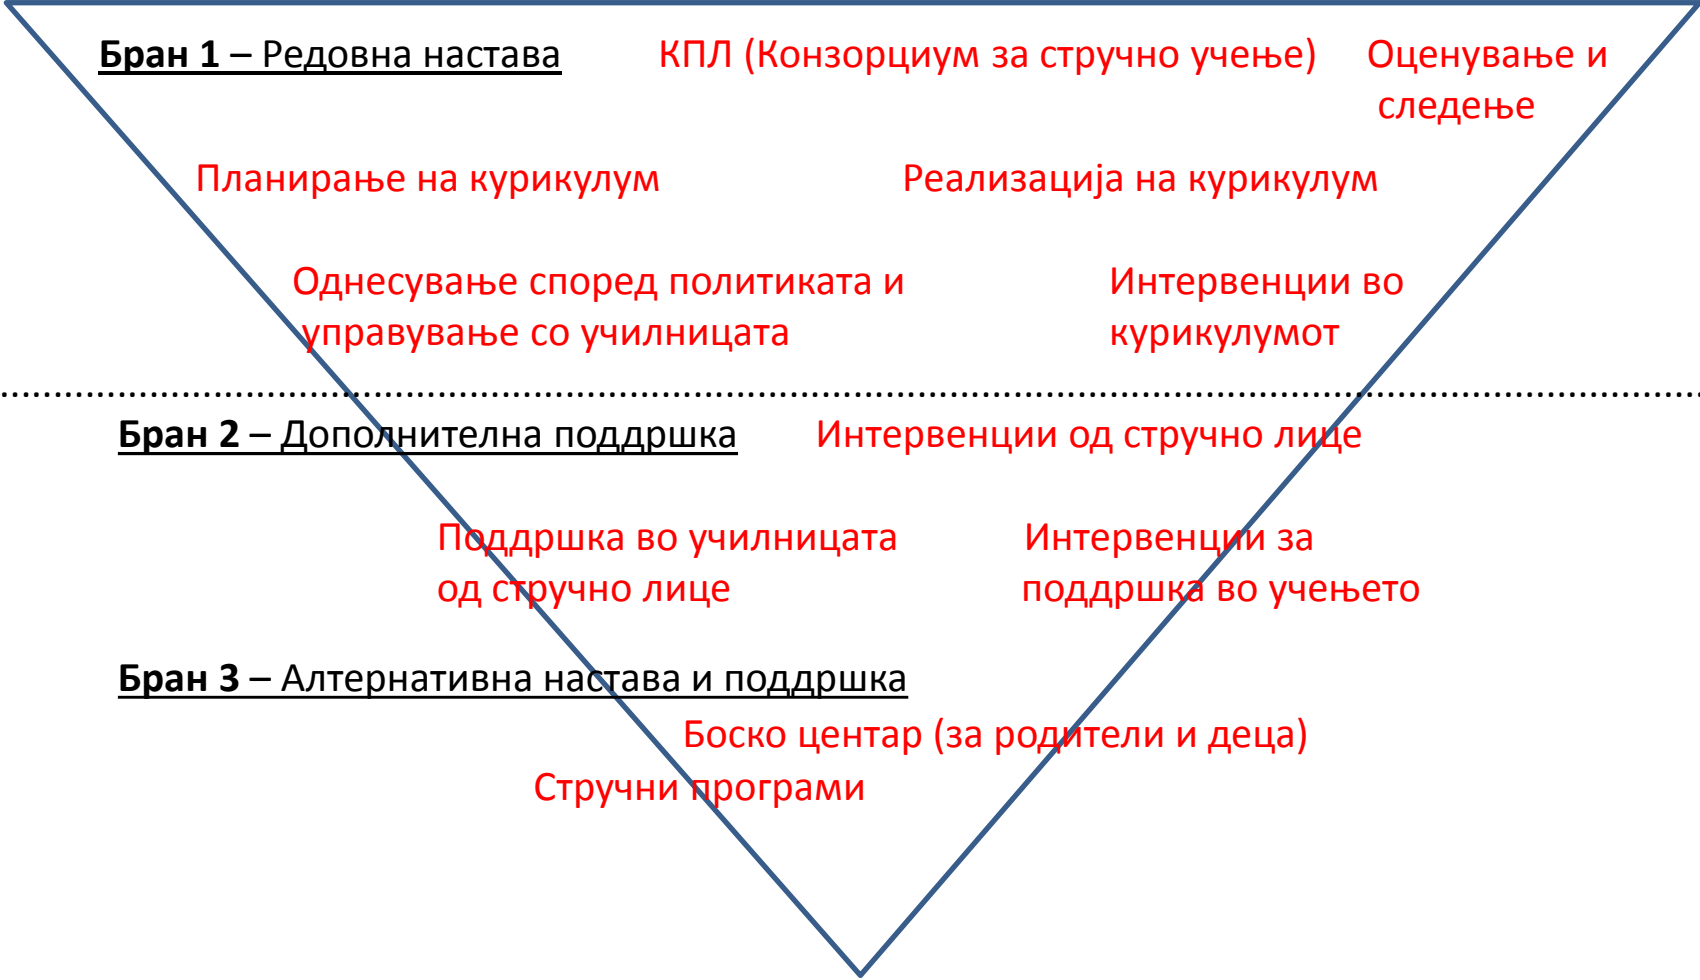 Бран 1 – Редовна настава КПЛ (Конзорциум за стручно учење) Оценување и
следење
Планирање на курикулум Реализација на курикулум
Однесување според политиката и Интервенции во
управување со училницата курикулумот
Бран 2 – Дополнителна поддршка Интервенции од стручно лице
Поддршка во училницата Интервенции за
од стручно лице поддршка во учењето
Бран 3 – Алтернативна настава и поддршка
Боско центар (за родители и деца)
Стручни програми